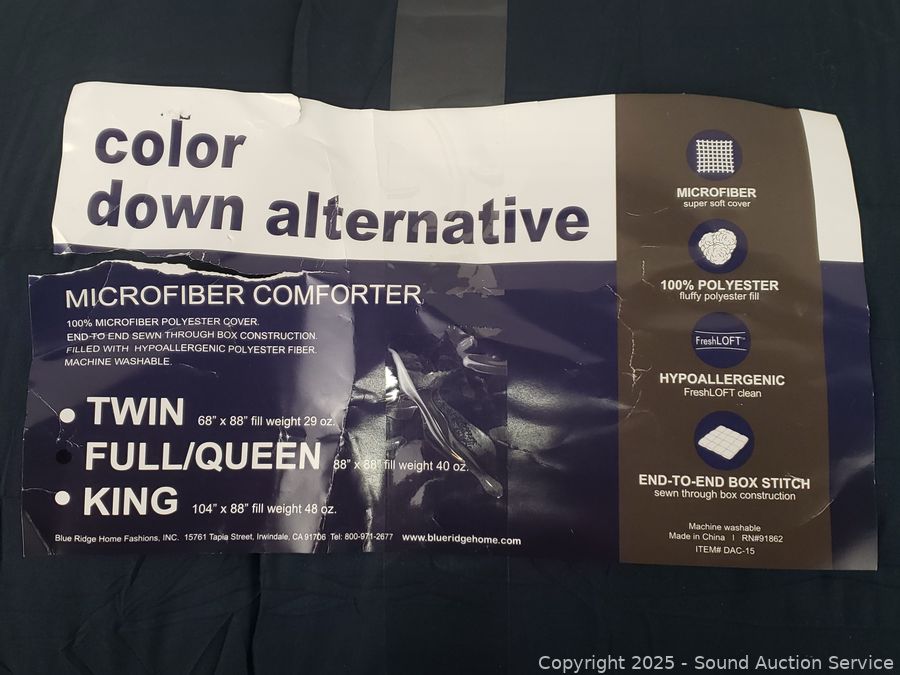 color
down alternative
MICROFIBER COMFORTER
100% MICROFIBER POLYESTER COVER.
END-TO END SEWN THROUGH BOX CONSTRUCTION.
FILLED WITH HYPOALLERGENIC POLYESTER FIBER.
MACHINE WASHABLE.
TWIN 68" x 88" fill weight 29 oz.
FULL/QUEEN 88" x 88" fill weight 40 oz.
KING 104" x 88" fill weight 48 oz.
Blue Ridge Home Fashions, INC. 15761 Tapia Street, Irwindale, CA 91706 Tel: 800-971-2677 www.blueridgehome.com
MICROFIBER
super soft cover
100% POLYESTER
fluffy polyester fill
FreshLOFT™
HYPOALLERGENIC
FreshLOFT clean
END-TO-END BOX STITCH
sewn through box construction
Machine washable
Made in China | RN#91862
ITEM# DAC-15
Copyright 2025 - Sound Auction Service